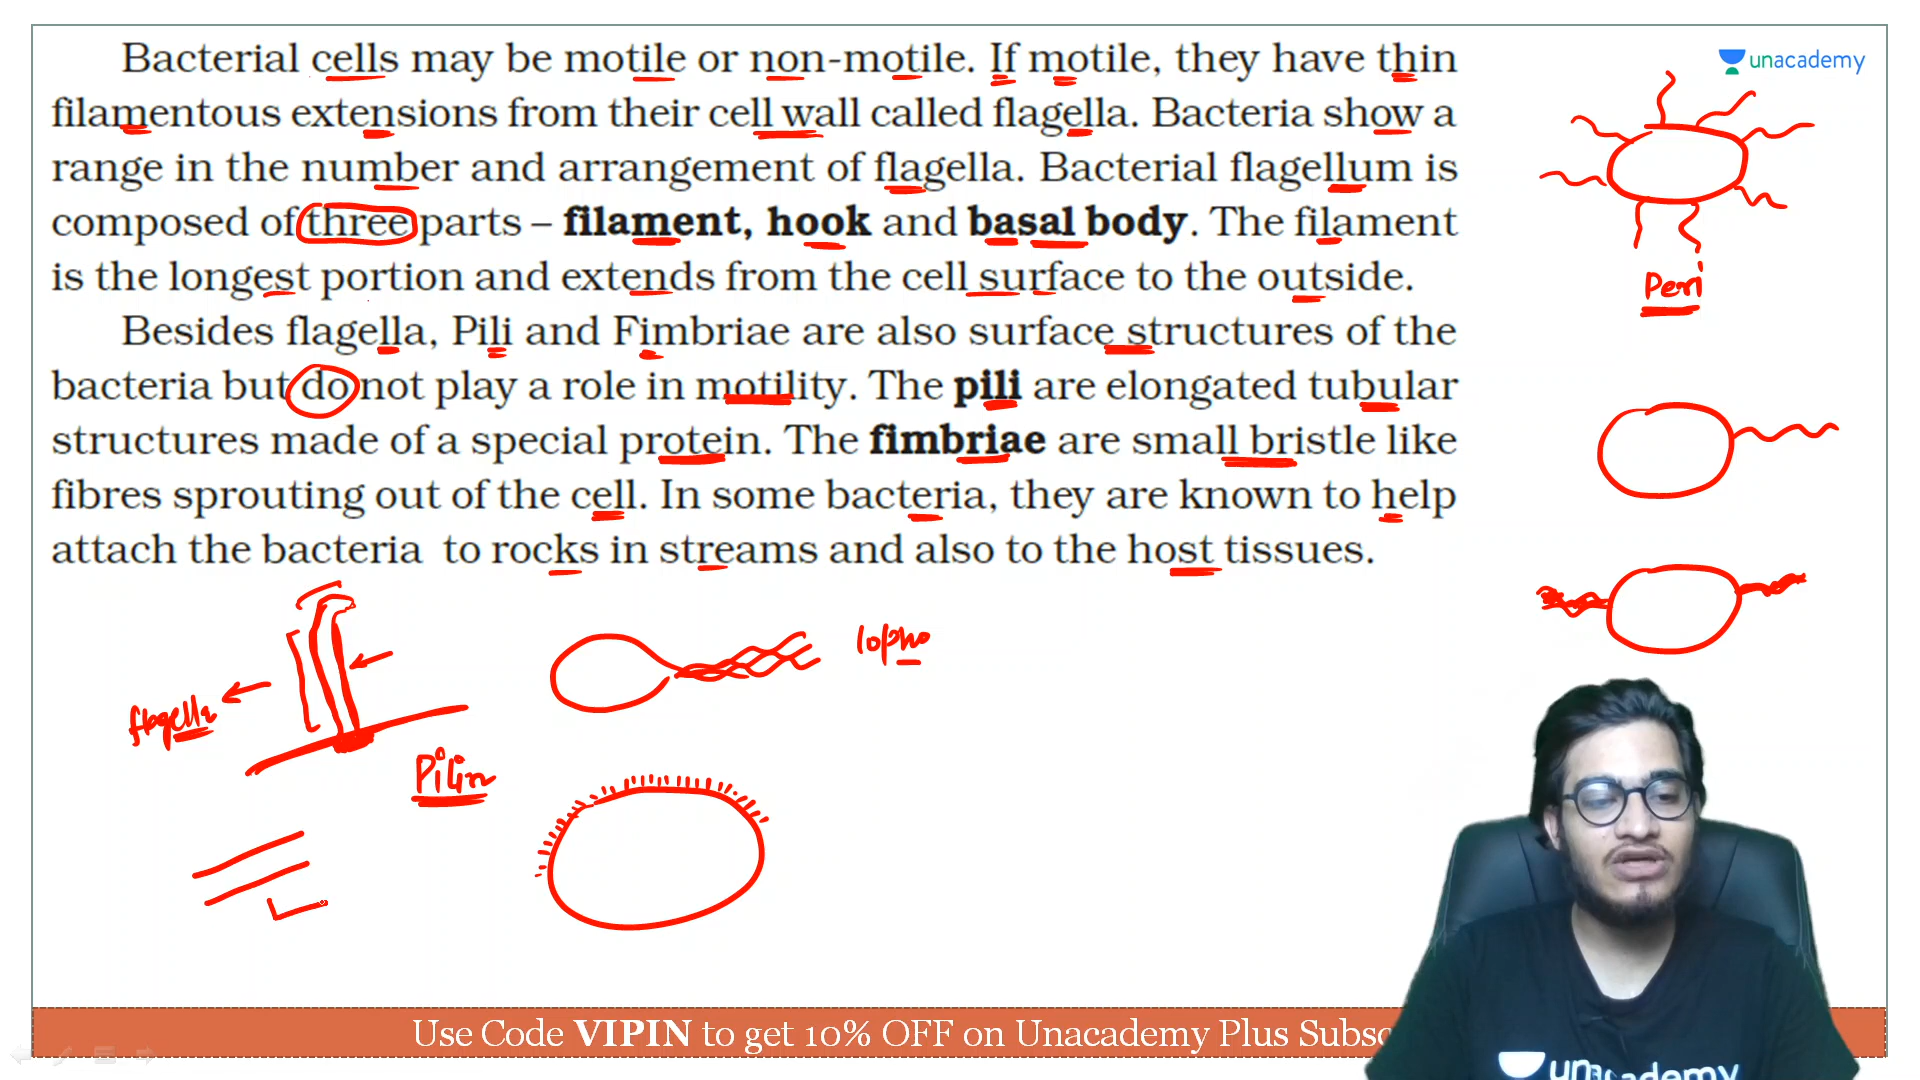 Bacterial cells may be motile or non-motile. If motile, they have thin
filamentous extensions from their cell wall called flagella. Bacteria show a
range in the number and arrangement of flagella. Bacterial flagellum is
composed of three parts – filament, hook and basal body. The filament
is the longest portion and extends from the cell surface to the outside.
Besides flagella, Pili and Fimbriae are also surface structures of the
bacteria but do not play a role in motility. The pili are elongated tubular
structures made of a special protein. The fimbriae are small bristle like
fibres sprouting out of the cell. In some bacteria, they are known to help
attach the bacteria to rocks in streams and also to the host tissues.
unacademy
Peri
lopho
flagella
Pilin
Use Code VIPIN to get 10% OFF on Unacademy Plus Subsc
unacademy